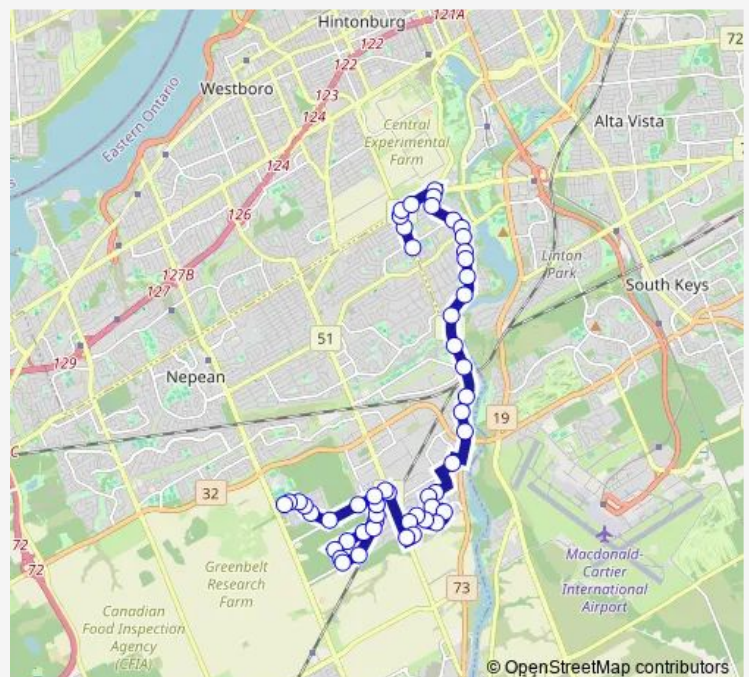 Hintonburg
121A
122
122
72
Westboro
123
124
Central
Experimental
Farm
Alta Vista
Eastern Ontario
124
126
127B
127
Linton
Park
South Keys
51
129
Nepean
19
32
72
72
Greenbelt
Research
Farm
Macdonald-
Cartier
International
Airport
73
Canadian
Food Inspection
Agency
(CFIA)
© OpenStreetMap contributors